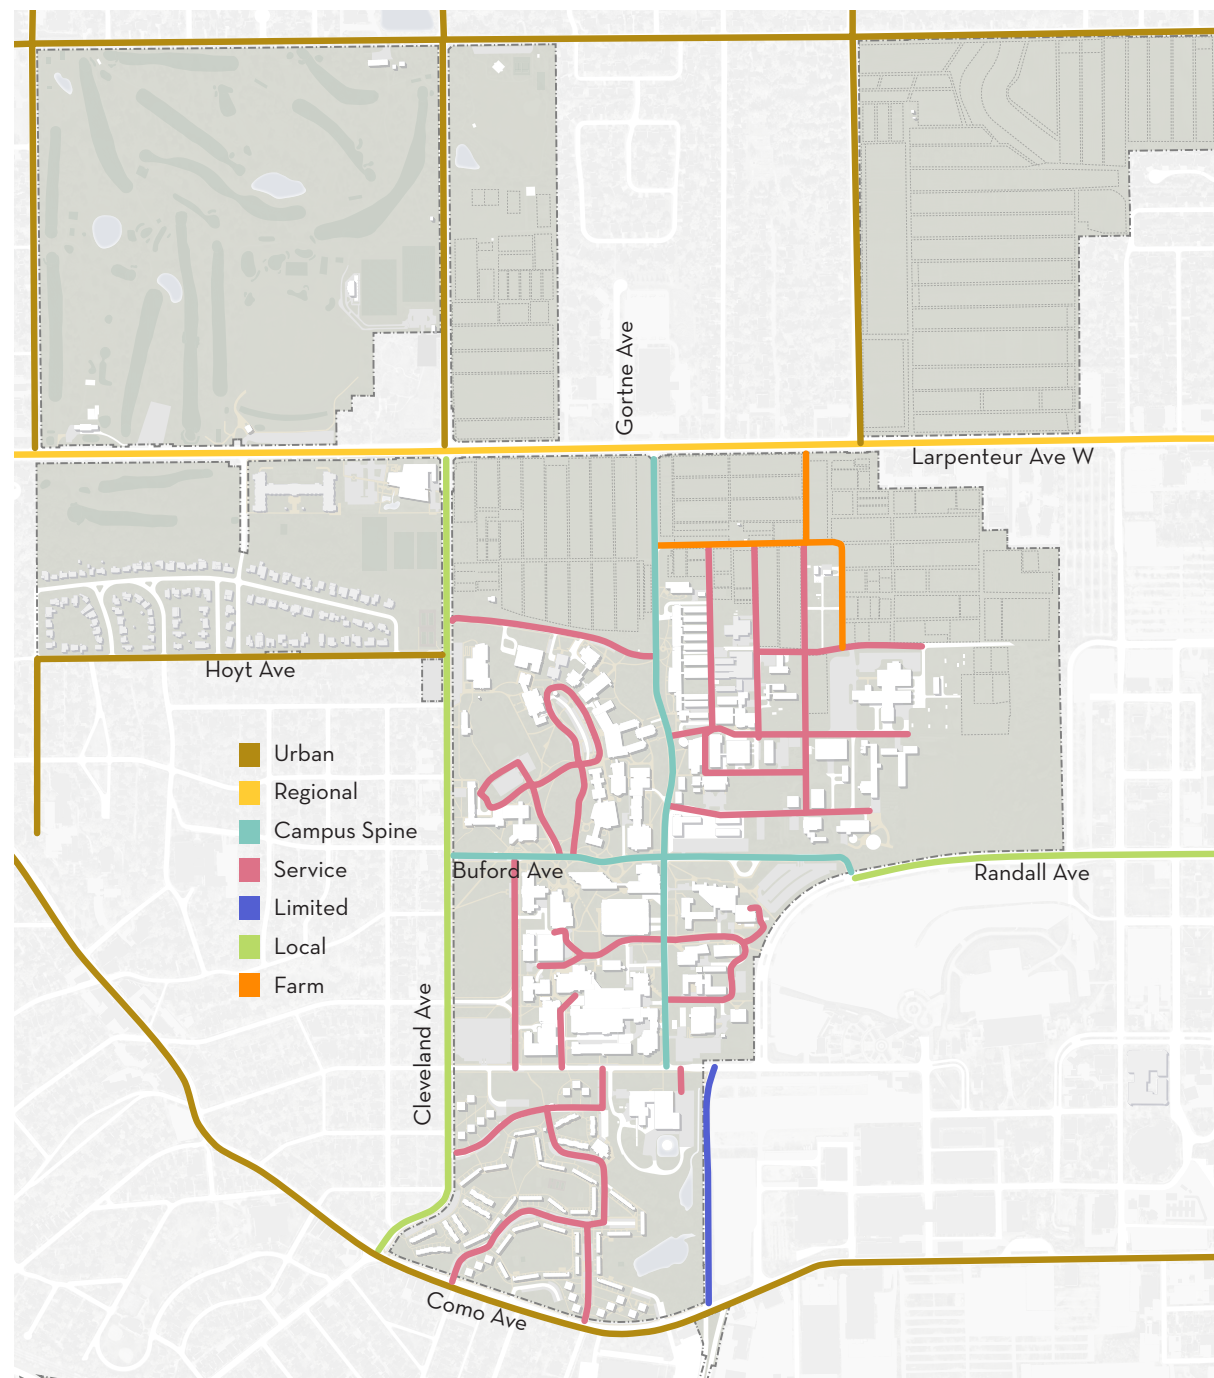 Gortne Ave
Larpenteur Ave W
Hoyt Ave
Urban
Regional
Campus Spine
Service
Limited
Local
Farm
Buford Ave
Randall Ave
Cleveland Ave
Como Ave